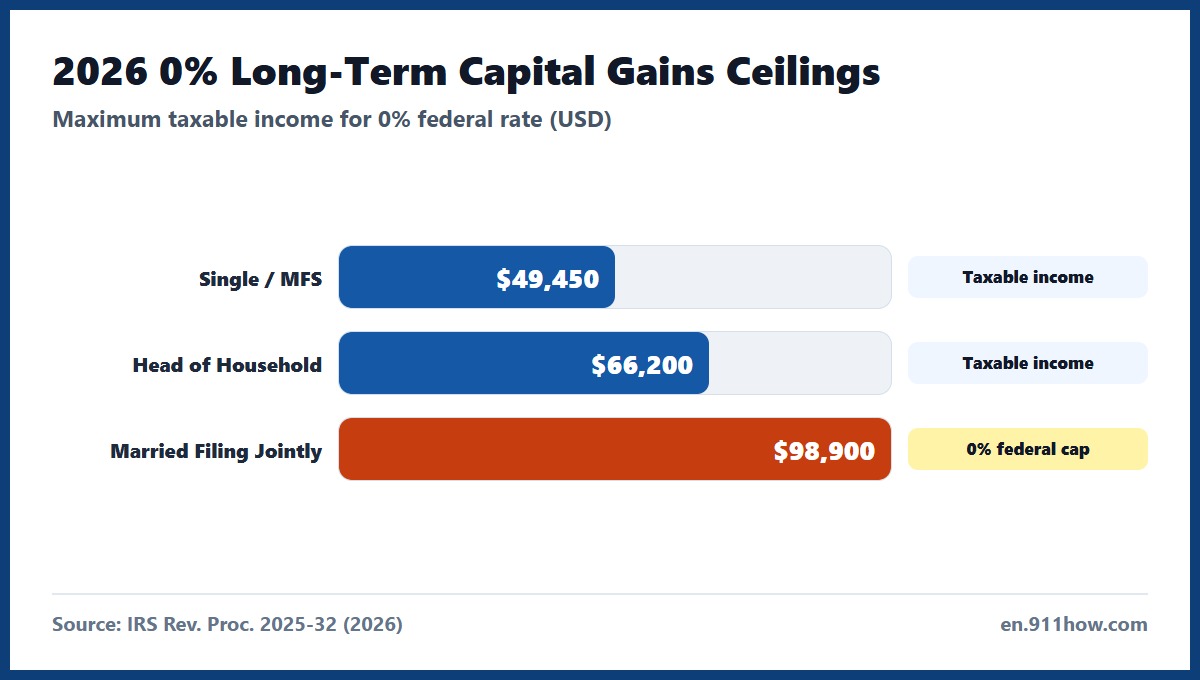 2026 0% Long-Term Capital Gains Ceilings
Maximum taxable income for 0% federal rate (USD)
Single / MFS $49,450 Taxable income
Head of Household $66,200 Taxable income
Married Filing Jointly $98,900 0% federal cap
Source: IRS Rev. Proc. 2025-32 (2026) en.911how.com